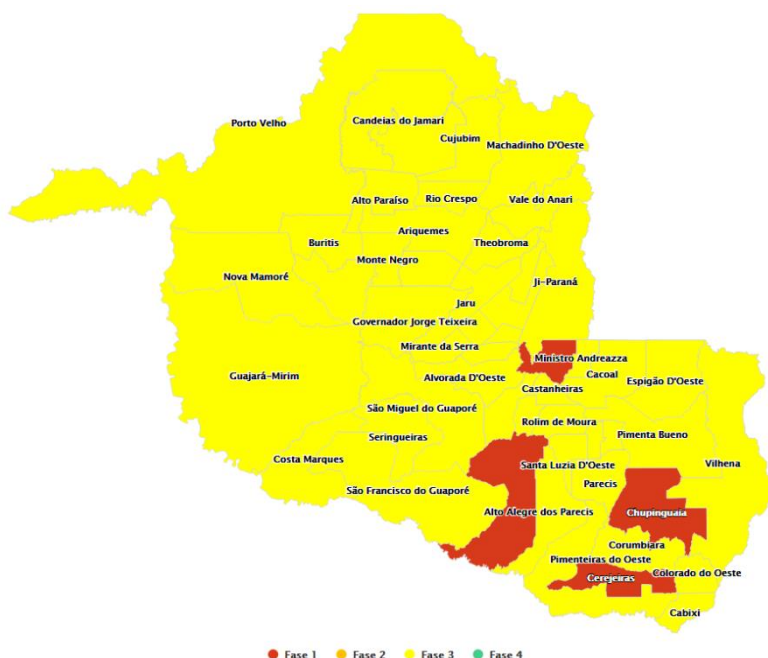 Porto Velho
Candeias do Jamari
Cujubim
Machadinho D'Oeste
Alto Paraíso
Rio Crespo
Vale do Anari
Ariquemes
Buritis
Theobroma
Monte Negro
Nova Mamoré
Ji-Paraná
Jaru
Governador Jorge Teixeira
Mirante da Serra
Ministro Andreazza
Guajará-Mirim
Alvorada D'Oeste
Cacoal
Espigão D'Oeste
Castanheiras
São Miguel do Guaporé
Rolim de Moura
Seringueiras
Pimenta Bueno
Costa Marques
Santa Luzia D'Oeste
Vilhena
São Francisco do Guaporé
Parecis
Alto Alegre dos Parecis
Chupinguaia
Corumbiara
Pimenteiras do Oeste
Colorado do Oeste
Cerejeiras
Cabixi
Fase 1 Fase 2 Fase 3 Fase 4